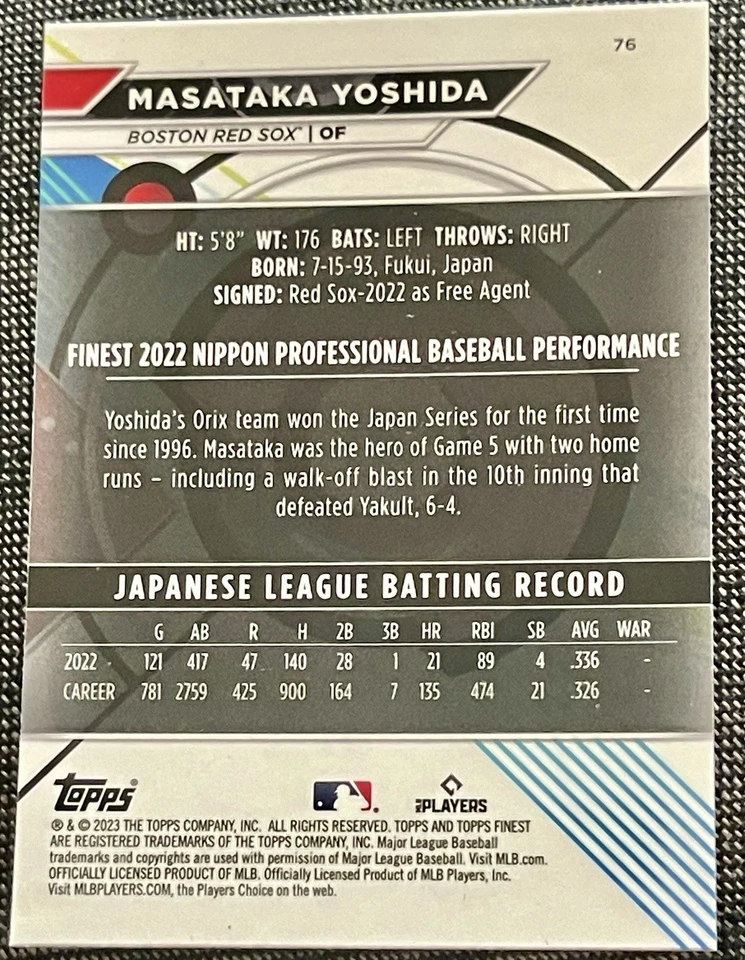 76
MASATAKA YOSHIDA
BOSTON RED SOX™ | OF
HT: 5'8" WT: 176 BATS: LEFT THROWS: RIGHT
BORN: 7-15-93, Fukui, Japan
SIGNED: Red Sox-2022 as Free Agent
FINEST 2022 NIPPON PROFESSIONAL BASEBALL PERFORMANCE
Yoshida's Orix team won the Japan Series for the first time
since 1996. Masataka was the hero of Game 5 with two home
runs – including a walk-off blast in the 10th inning that
defeated Yakult, 6-4.
JAPANESE LEAGUE BATTING RECORD
G AB R H 2B 3B HR RBI SB AVG WAR
2022 121 417 47 140 28 1 21 89 4 .336 -
CAREER 781 2759 425 900 164 7 135 474 21 .326 -
Topps®
MLB PLAYERS
® & © 2023 THE TOPPS COMPANY, INC. ALL RIGHTS RESERVED. TOPPS AND TOPPS FINEST
ARE REGISTERED TRADEMARKS OF THE TOPPS COMPANY, INC. Major League Baseball
trademarks and copyrights are used with permission of Major League Baseball. Visit MLB.com.
OFFICIALLY LICENSED PRODUCT OF MLB. Officially Licensed Product of MLB Players, Inc.
Visit MLBPLAYERS.COM, the Players Choice on the web.